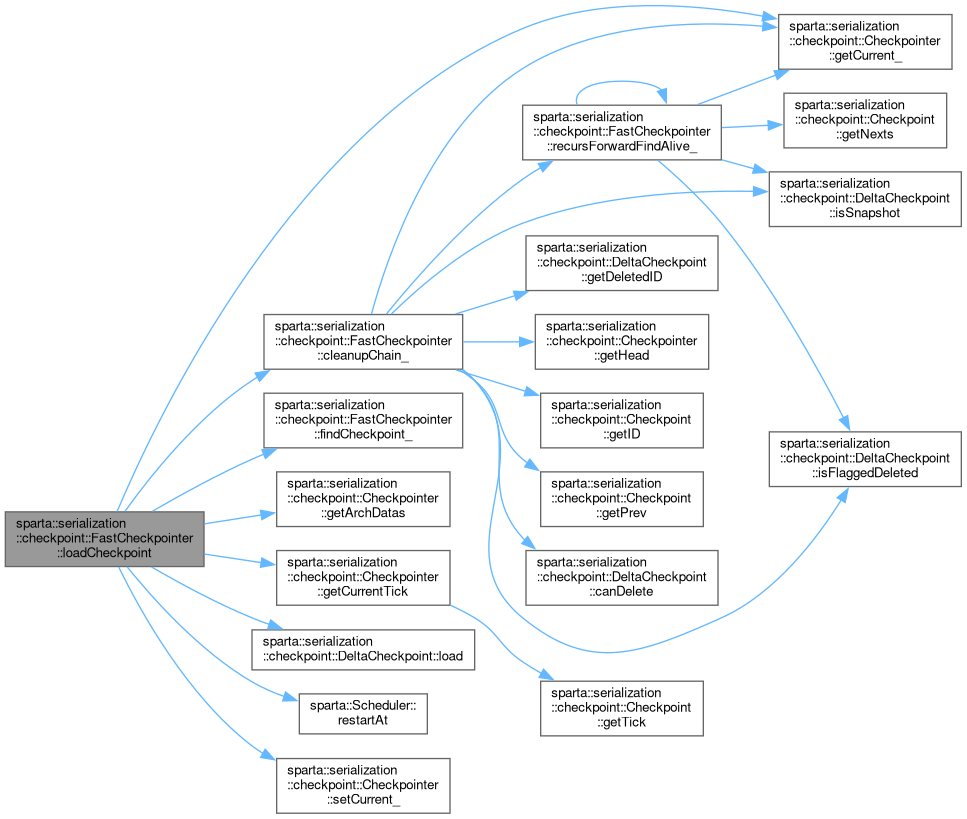 sparta::serialization
::checkpoint::Checkpointer
::getCurrent_
sparta::serialization
::checkpoint::FastCheckpointer
::recursForwardFindAlive_
sparta::serialization
::checkpoint::Checkpoint
::getNexts
sparta::serialization
::checkpoint::DeltaCheckpoint
::isSnapshot
sparta::serialization
::checkpoint::DeltaCheckpoint
::getDeletedID
sparta::serialization
::checkpoint::FastCheckpointer
::cleanupChain_
sparta::serialization
::checkpoint::Checkpointer
::getHead
sparta::serialization
::checkpoint::FastCheckpointer
::findCheckpoint_
sparta::serialization
::checkpoint::Checkpoint
::getID
sparta::serialization
::checkpoint::DeltaCheckpoint
::isFlaggedDeleted
sparta::serialization
::checkpoint::Checkpointer
::getArchDatas
sparta::serialization
::checkpoint::Checkpoint
::getPrev
sparta::serialization
::checkpoint::FastCheckpointer
::loadCheckpoint
sparta::serialization
::checkpoint::Checkpointer
::getCurrentTick
sparta::serialization
::checkpoint::DeltaCheckpoint
::canDelete
sparta::serialization
::checkpoint::DeltaCheckpoint::load
sparta::Scheduler::
restartAt
sparta::serialization
::checkpoint::Checkpoint
::getTick
sparta::serialization
::checkpoint::Checkpointer
::setCurrent_